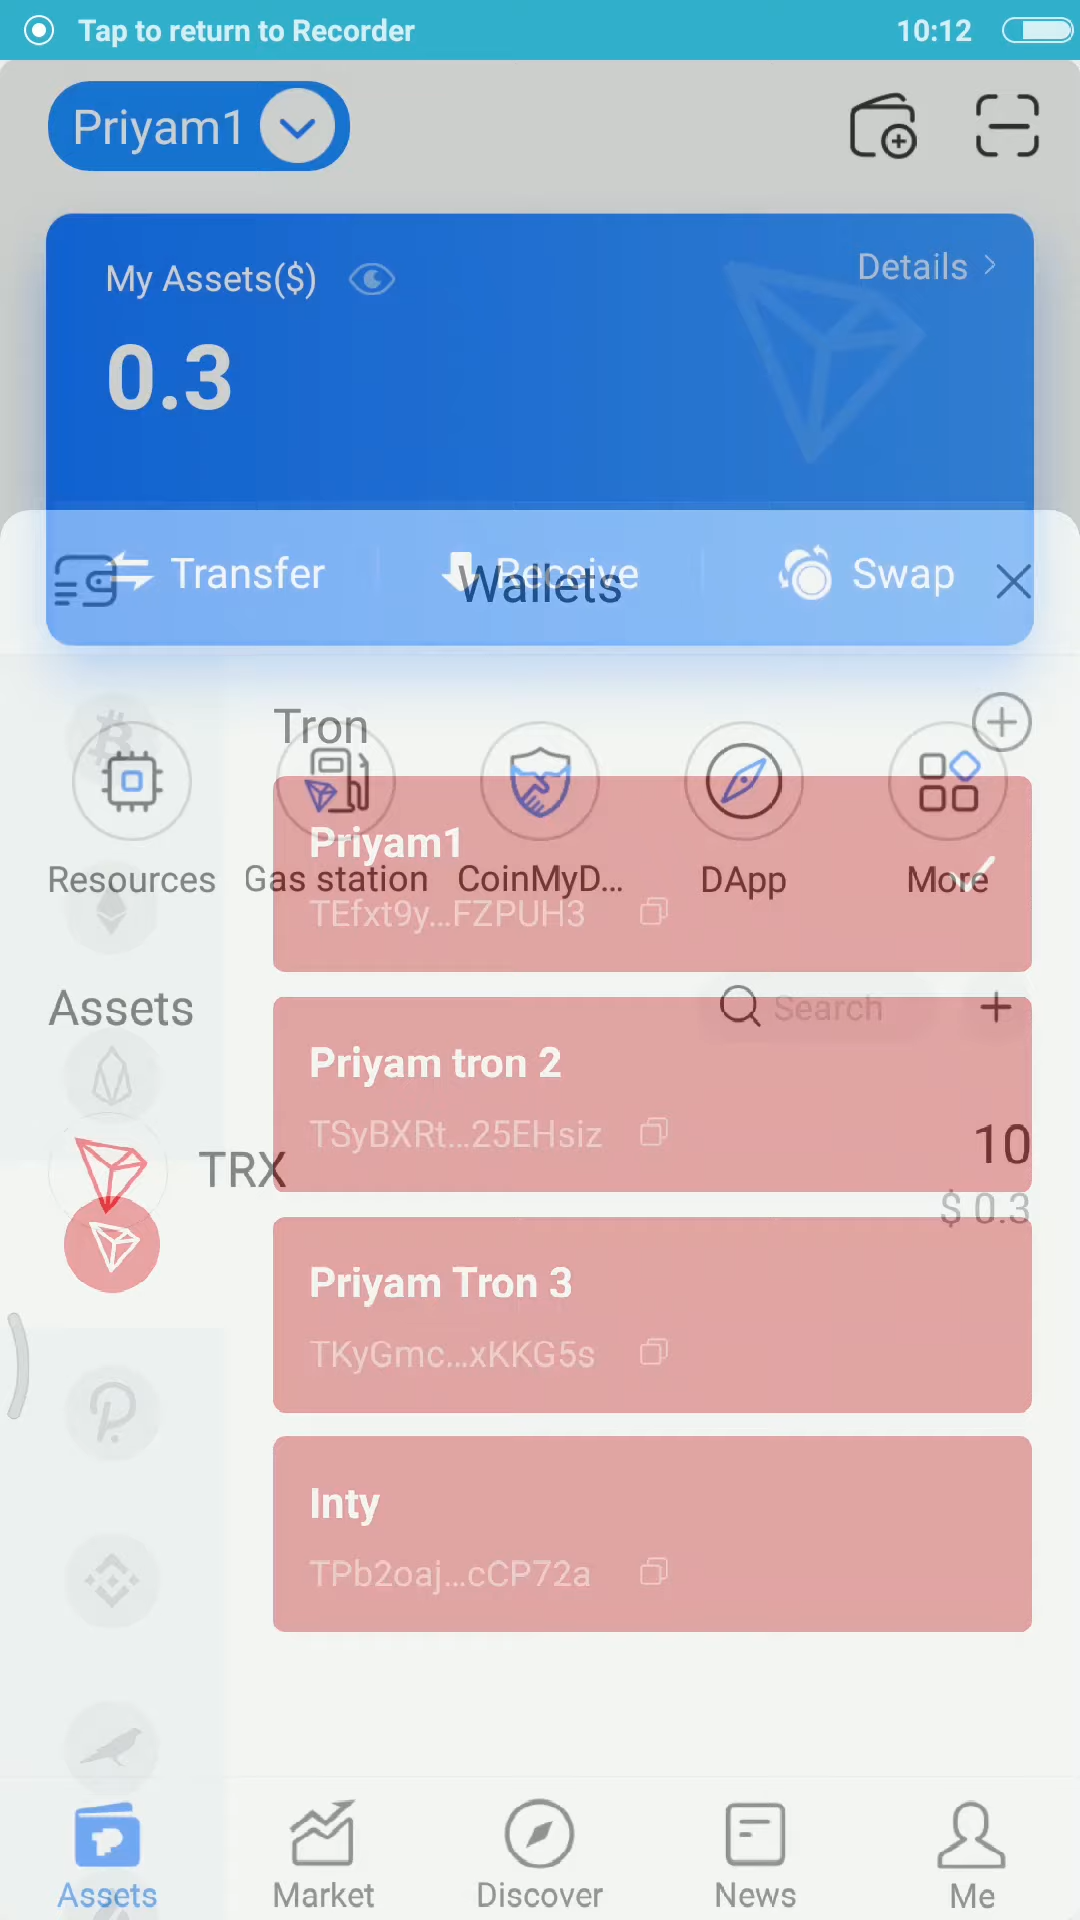 Tap to return to Recorder
10:12
Priyam1
My Assets($)
Details
0.3
Transfer
Receive
Swap
Wallets
Tron
Priyam1
Resources
Gas station
CoinMyD...
DApp
More
TEfxt9y...FZPUH3
Assets
Search
Priyam tron 2
TSyBXRt...25EHsiz
10
TRX
$ 0.3
Priyam Tron 3
TKyGmc...xKKG5s
Inty
TPb2oaj...cCP72a
Assets
Market
Discover
News
Me